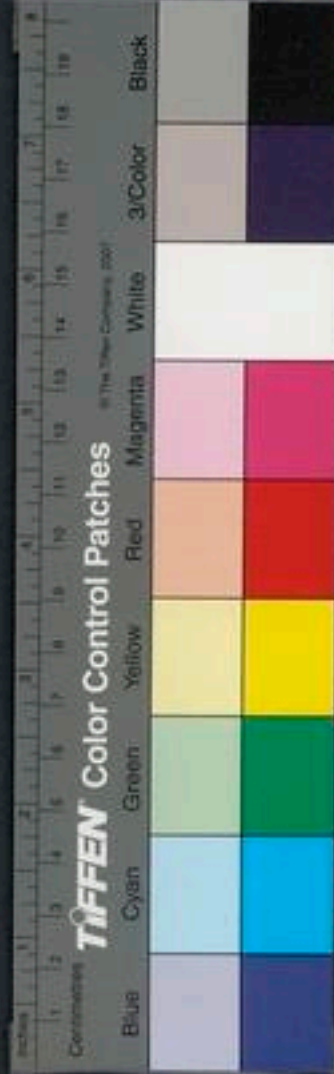 Inches 1 2 3 4 5 6 7 8
1 2 3 4 5 6 7 8 9 10 11 12 13 14 15 16 17 18 19
Centimetres
TIFFEN Color Control Patches
© The Tiffen Company, 2007
Blue Cyan Green Yellow Red Magenta White 3/Color Black